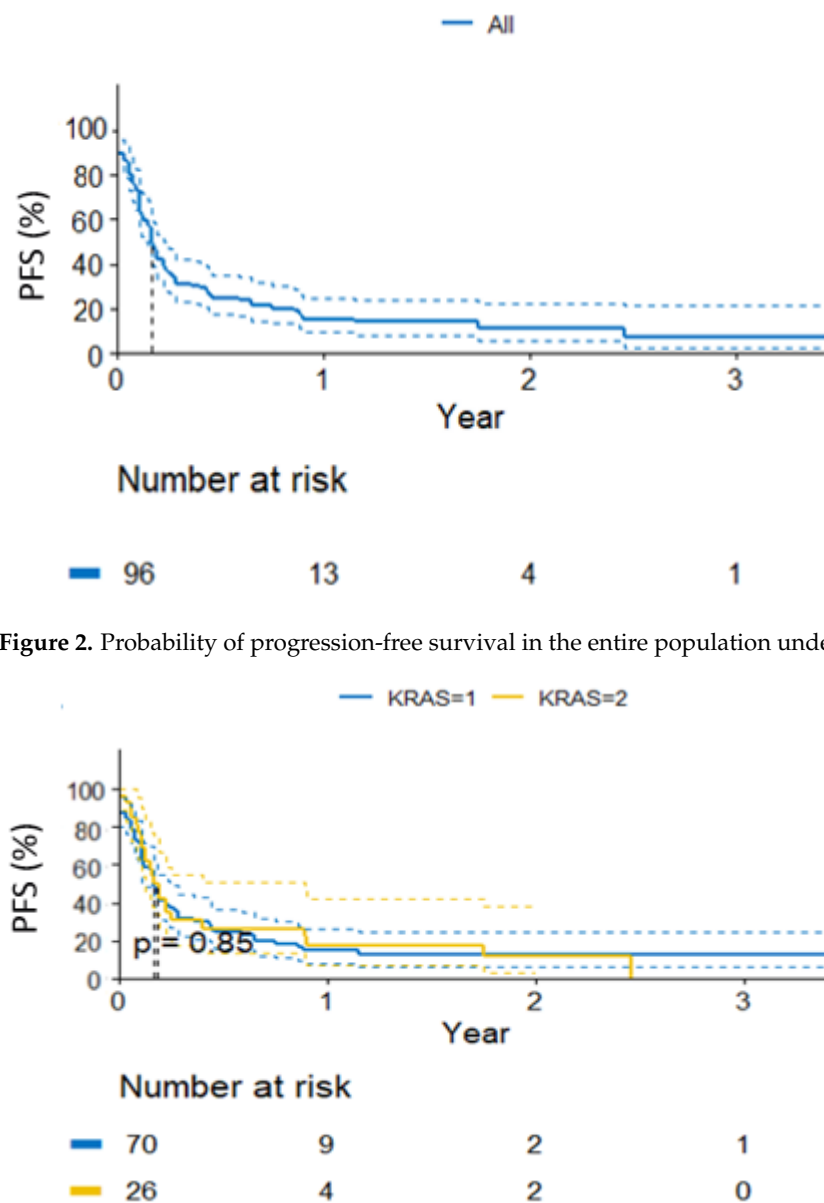 All
100
80
60
40
20
0
PFS (%)
0 1 2 3
Year
Number at risk
96 13 4 1
Figure 2. Probability of progression-free survival in the entire population
KRAS=1 KRAS=2
100
80
60
40
20
0
PFS (%)
p = 0.85
0 1 2 3
Year
Number at risk
70 9 2 1
26 4 2 0